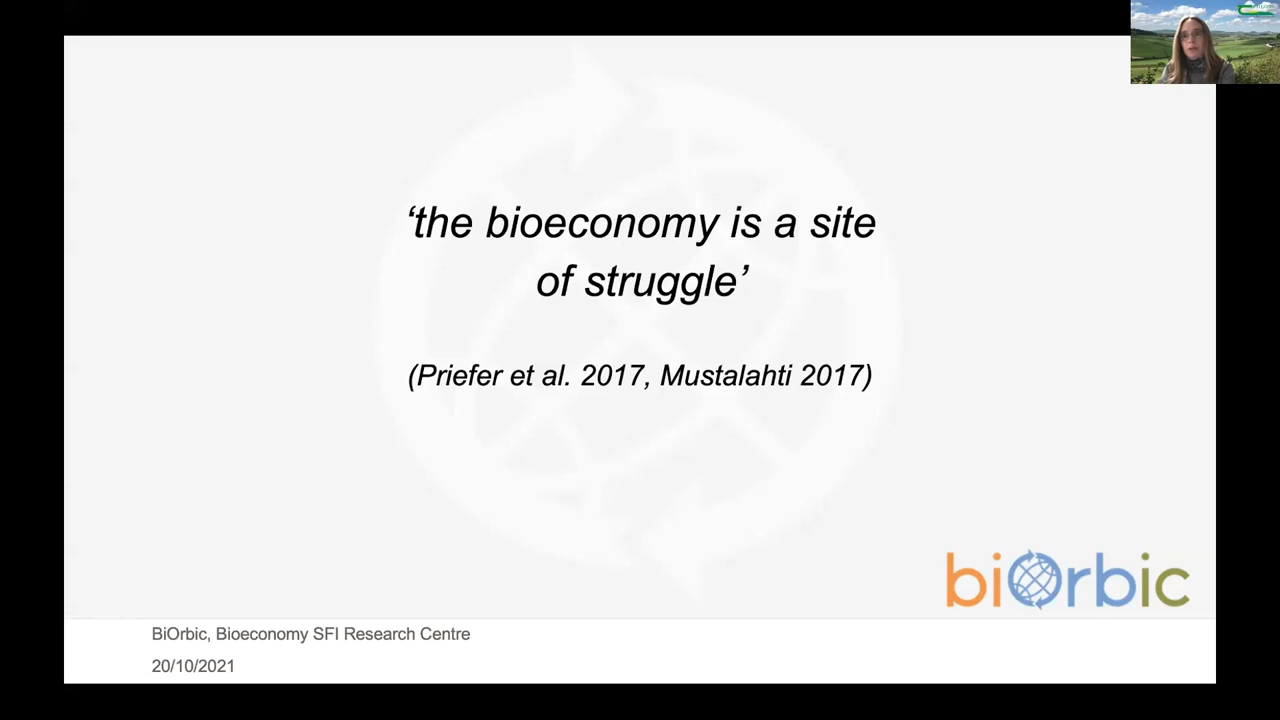 ‘the bioeconomy is a site
of struggle’
(Priefer et al. 2017, Mustalahti 2017)
biOrbic
BiOrbic, Bioeconomy SFI Research Centre
20/10/2021